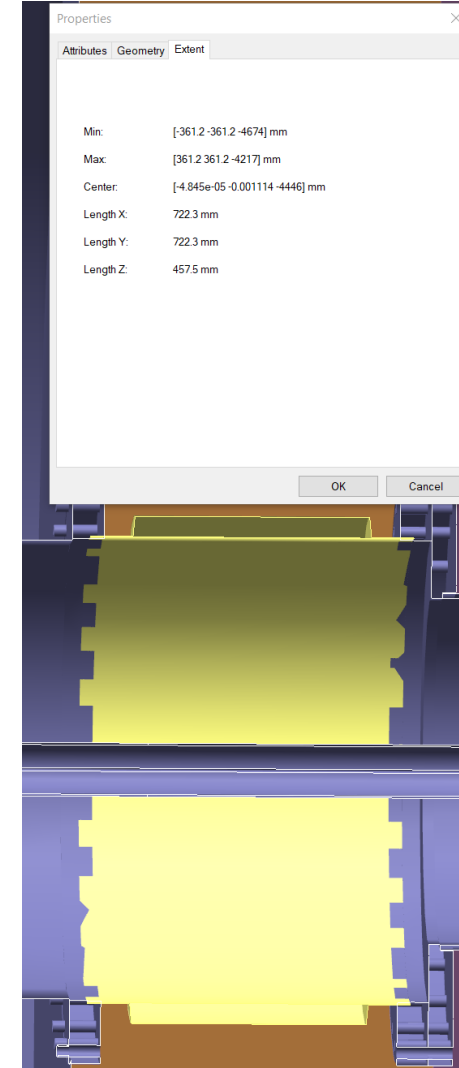 Properties
Attributes Geometry Extent
Min: [-361.2 -361.2 -4674] mm
Max: [361.2 361.2 -4217] mm
Center: [-4.845e-05 -0.001114 -4446] mm
Length X: 722.3 mm
Length Y: 722.3 mm
Length Z: 457.5 mm
OK Cancel